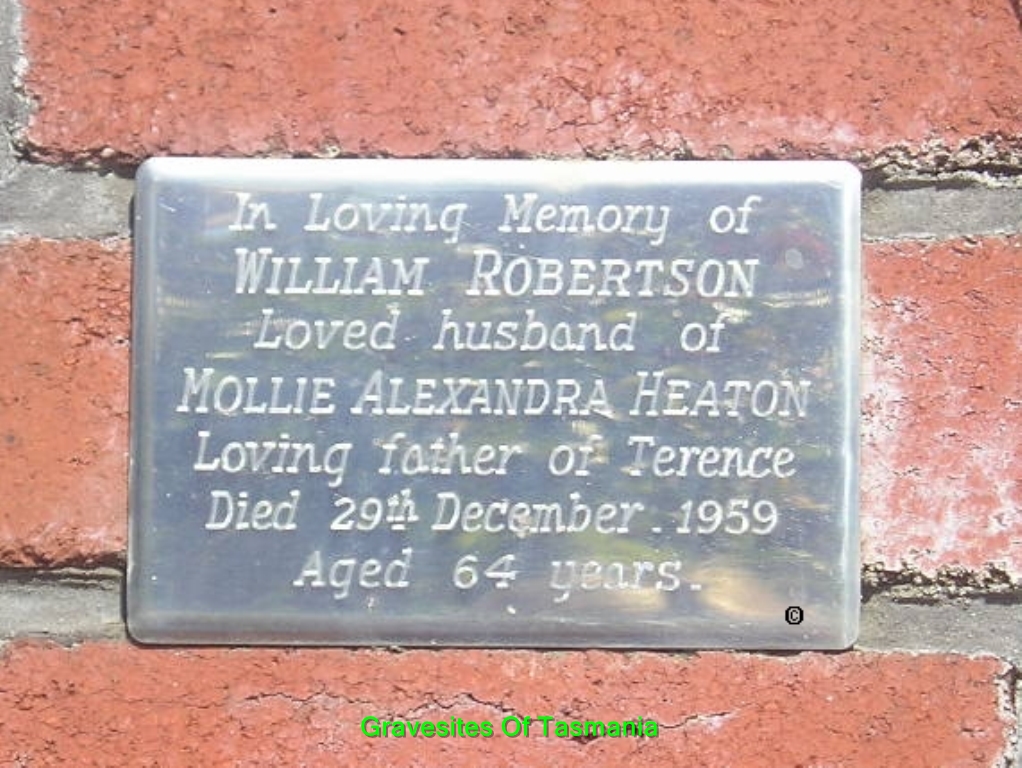 In Loving Memory of
WILLIAM ROBERTSON
Loved husband of
MOLLIE ALEXANDRA HEATON
Loving father of Terence
Died 29th December. 1959
Aged 64 years.
©
Gravesites Of Tasmania